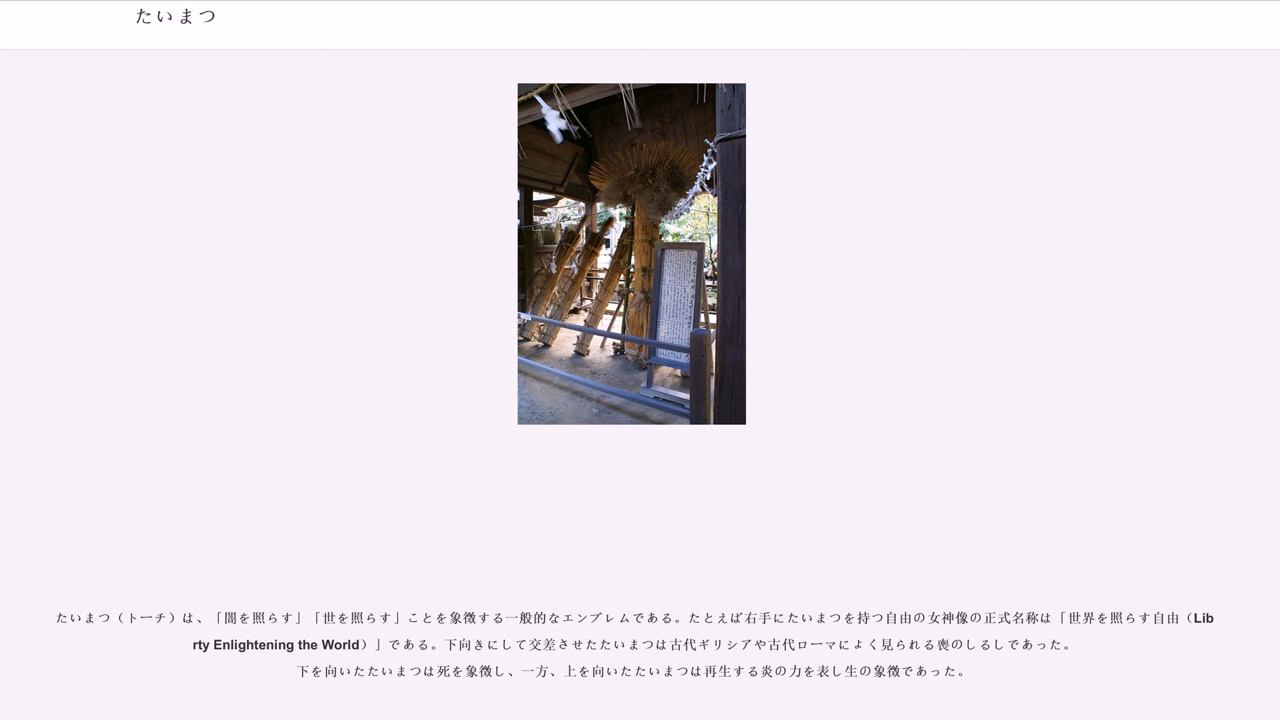 たいまつ
たいまつ（トーチ）は、「闇を照らす」「世を照らす」ことを象徴する一般的なエンブレムである。たとえば右手にたいまつを持つ自由の女神像の正式名称は「世界を照らす自由（Lib
rty Enlightening the World）」である。下向きにして交差させたたいまつは古代ギリシアや古代ローマによく見られる喪のしるしであった。
下を向いたたいまつは死を象徴し、一方、上を向いたたいまつは再生する炎の力を表し生の象徴であった。